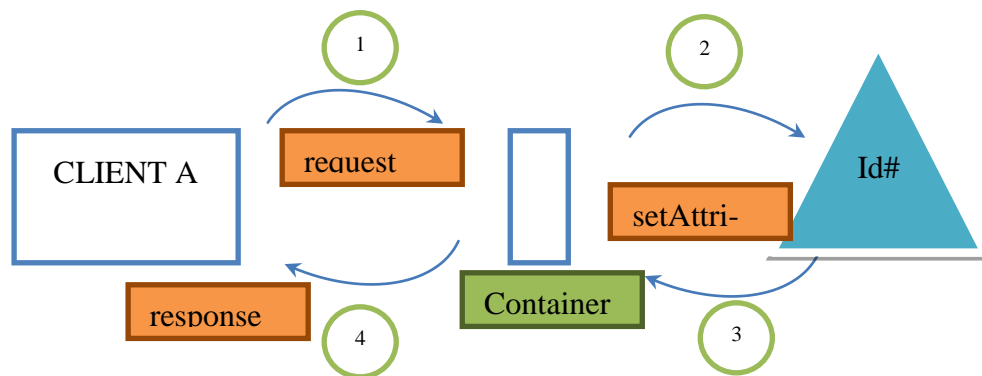 1
2
CLIENT A
request
Id#
setAttri-
Container
response
4
3